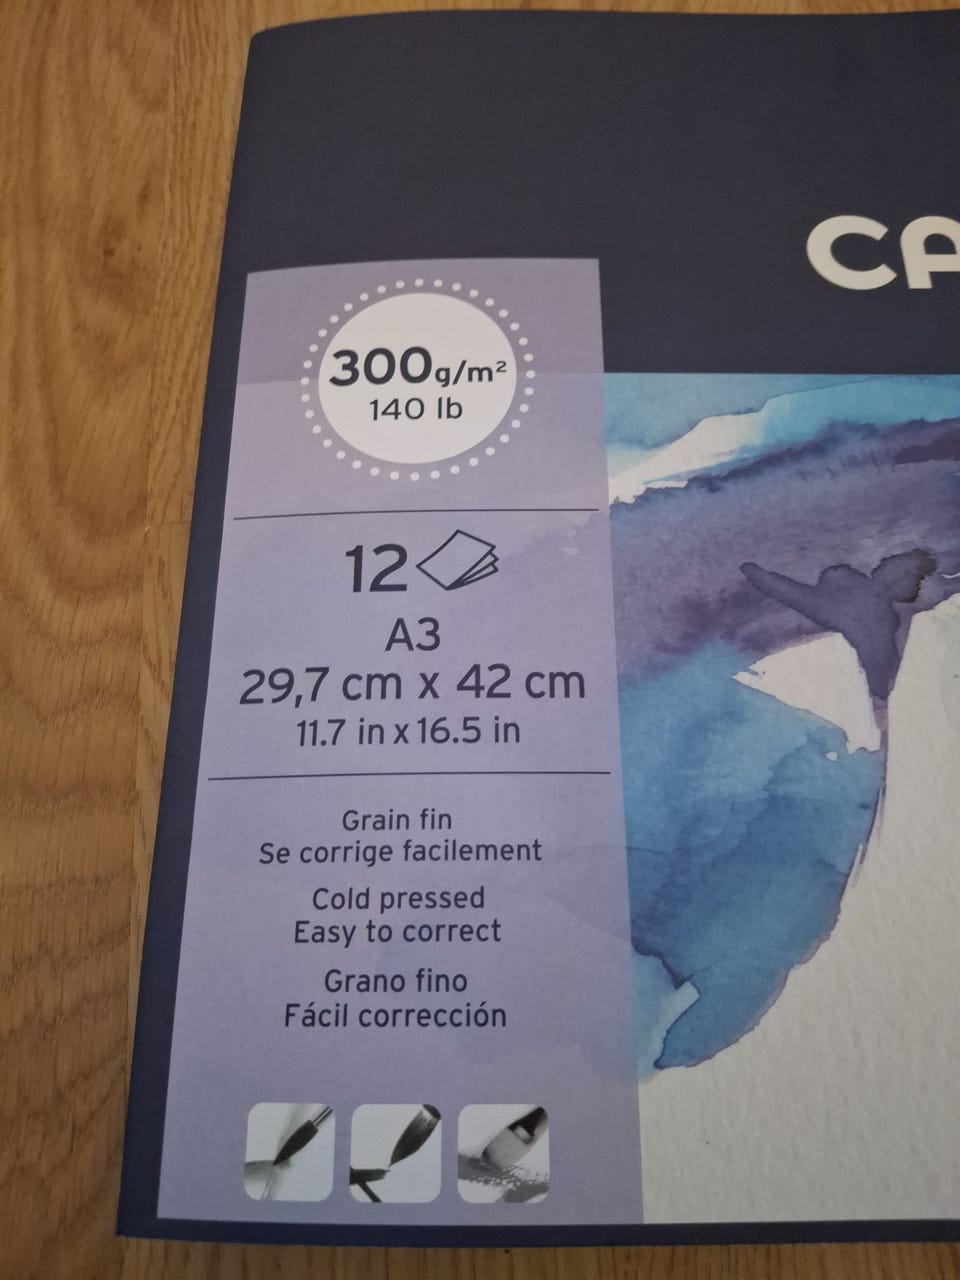 CA
300g/m²
140 lb
12
A3
29,7 cm x 42 cm
11.7 in x 16.5 in
Grain fin
Se corrige facilement
Cold pressed
Easy to correct
Grano fino
Fácil corrección